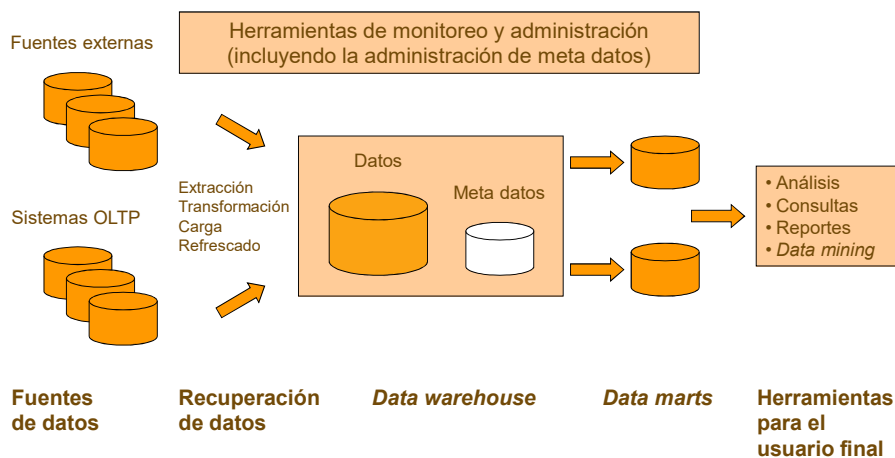 Herramientas de monitoreo y administración
(incluyendo la administración de meta datos)
Fuentes externas
Sistemas OLTP
Extracción
Transformación
Carga
Refrescado
Datos
Meta datos
• Análisis
• Consultas
• Reportes
• Data mining
Fuentes
de datos
Recuperación
de datos
Data warehouse
Data marts
Herramientas
para el
usuario final